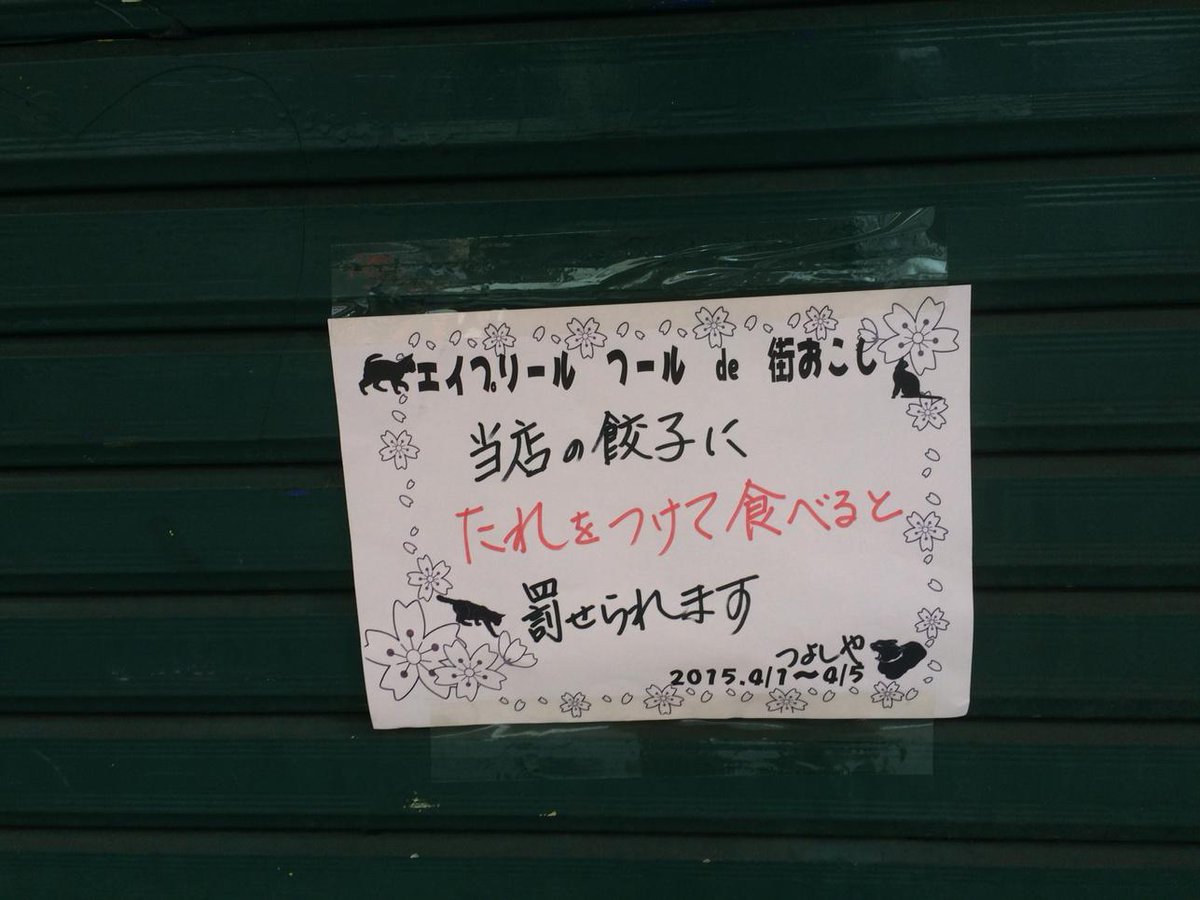 エイプリール フール de 街おこし
当店の餃子に
たれをつけて食べると
罰せられます
つよしや
2015.4/1〜4/5